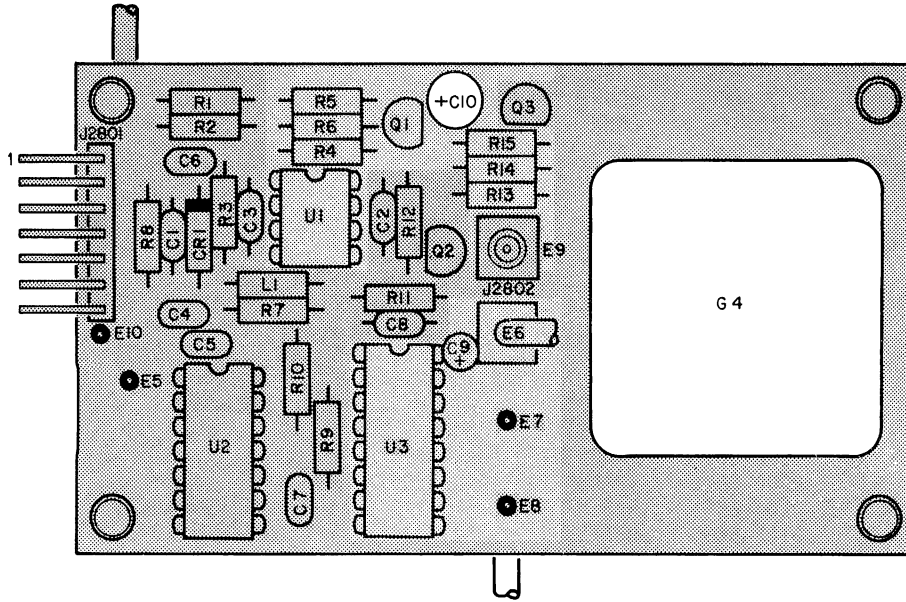 R1
R5
+C10
Q3
R2
R6
Q1
J2801
R4
R15
1
C6
R14
R13
R8
C1
CR1
R3
C3
U1
C2
R12
Q2
E9
L1
J2802
R7
R11
G4
C4
C8
E10
C5
C9
+
E6
E5
R10
R9
E7
U2
U3
C7
E8